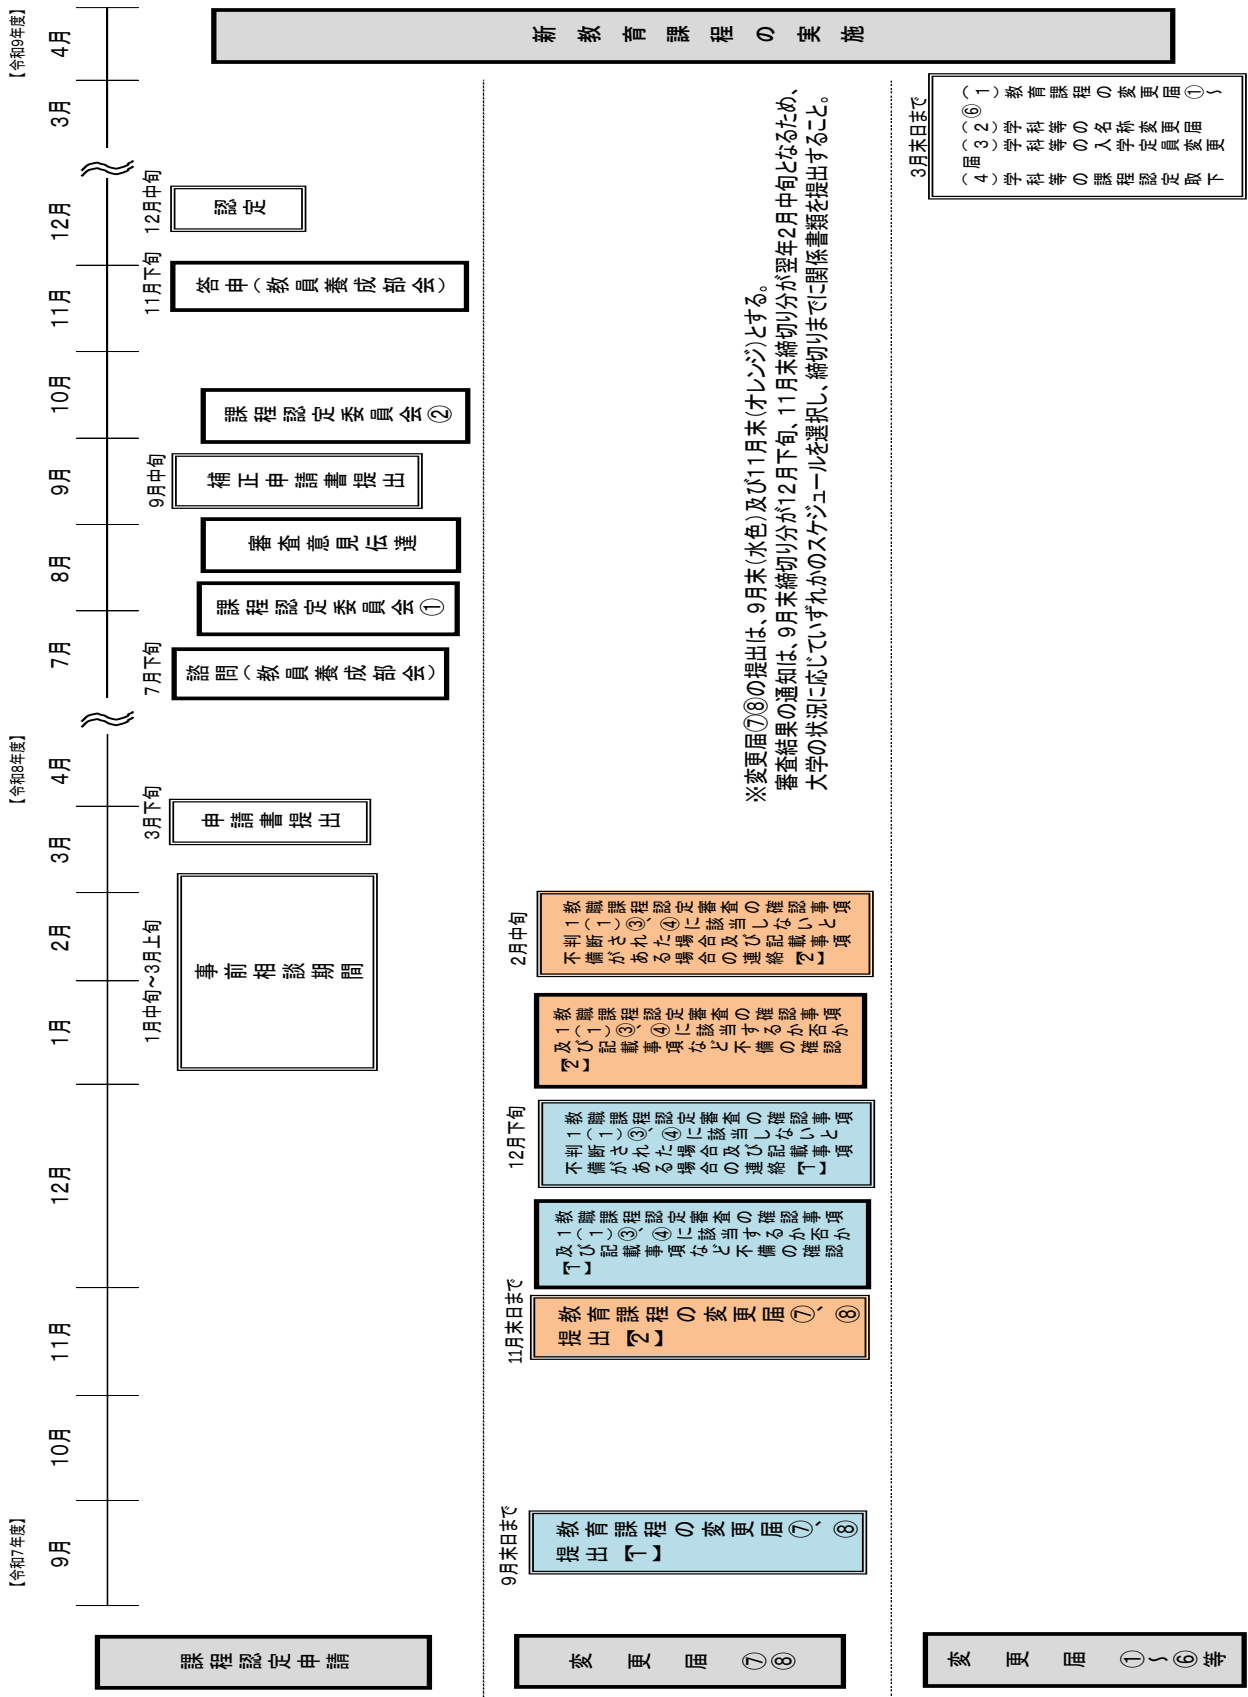 【令和7年度】
【令和8年度】
【令和9年度】
9月
10月
11月
12月
1月
2月
3月
4月
7月
8月
9月
10月
11月
12月
3月
4月
課程認定申請
1月中旬~3月上旬
事前相談期間
3月下旬
申請書提出
7月下旬
諮問(教員養成部会)
課程認定委員会①
審査意見伝達
9月中旬
補正申請書提出
課程認定委員会②
11月下旬
答申(教員養成部会)
12月中旬
認定
新教育課程の実施
変更届⑦⑧
9月末日まで
教育課程の変更届⑦、⑧
提出【1】
11月末日まで
教育課程の変更届⑦、⑧
提出【2】
教職課程認定審査の確認事項
1(1)③、④に該当するか否か
及び記載事項など不備の確認
【1】
12月下旬
教職課程認定審査の確認事項
1(1)③、④に該当しないと
判断された場合及び記載事項
不備がある場合の連絡【1】
教職課程認定審査の確認事項
1(1)③、④に該当するか否か
及び記載事項など不備の確認
【2】
2月中旬
教職課程認定審査の確認事項
1(1)③、④に該当しないと
判断された場合及び記載事項
不備がある場合の連絡【2】
※変更届⑦⑧の提出は、9月末(水色)及び11月末(オレンジ)とする。
審査結果の通知は、9月末締切り分が12月下旬、11月末締切り分が翌年2月中旬となるため、
大学の状況に応じていずれかのスケジュールを選択し、締切りまでに関係書類を提出すること。
変更届①~⑥等
3月末日まで
(1)教育課程の変更届①~
⑥
(2)学科等の名称変更届
(3)学科等の入学定員変更
届
(4)学科等の課程認定取下